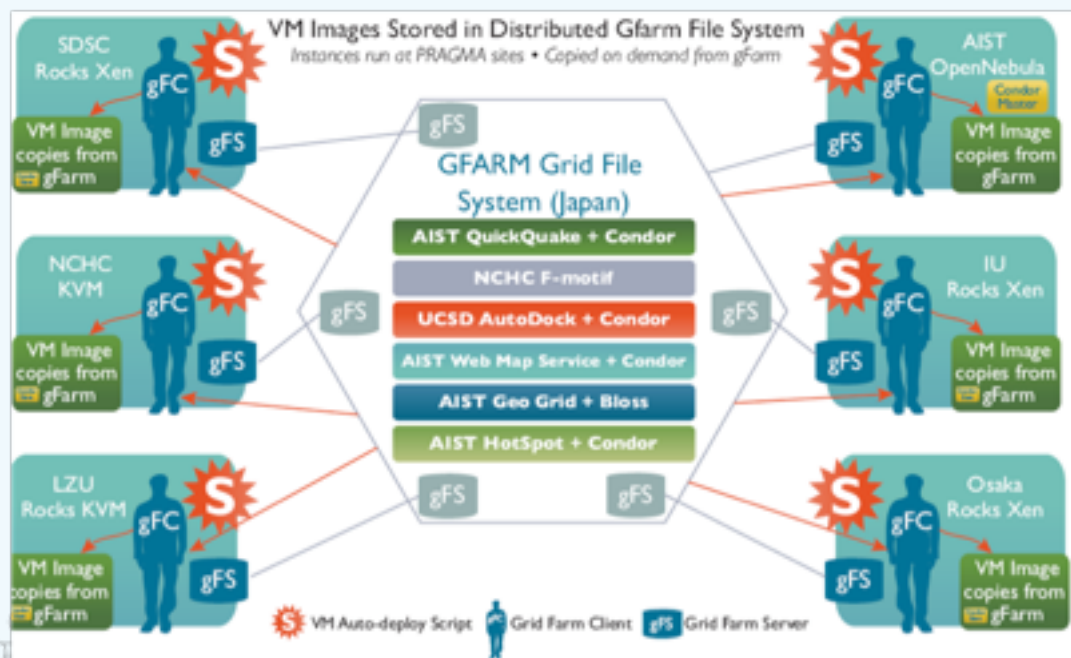 VM Images Stored in Distributed Gfarm File System
Instances run at PRAGMA sites • Copied on demand from gFarm
SDSC
Rocks Xen
gFC
S
VM Image
copies from
gFarm
gFS
AIST
OpenNebula
Condor
Master
gFC
S
VM Image
copies from
gFarm
gFS
gFS
GFARM Grid File
System (Japan)
AIST QuickQuake + Condor
NCHC F-motif
UCSD AutoDock + Condor
AIST Web Map Service + Condor
AIST Geo Grid + Bloss
AIST HotSpot + Condor
gFS
gFS
gFS
gFS
NCHC
KVM
gFC
S
VM Image
copies from
gFarm
gFS
IU
Rocks Xen
gFC
S
VM Image
copies from
gFarm
gFS
LZU
Rocks KVM
gFC
S
VM Image
copies from
gFarm
gFS
Osaka
Rocks Xen
gFC
S
VM Image
copies from
gFarm
gFS
S VM Auto-deploy Script
Grid Farm Client
gFS Grid Farm Server